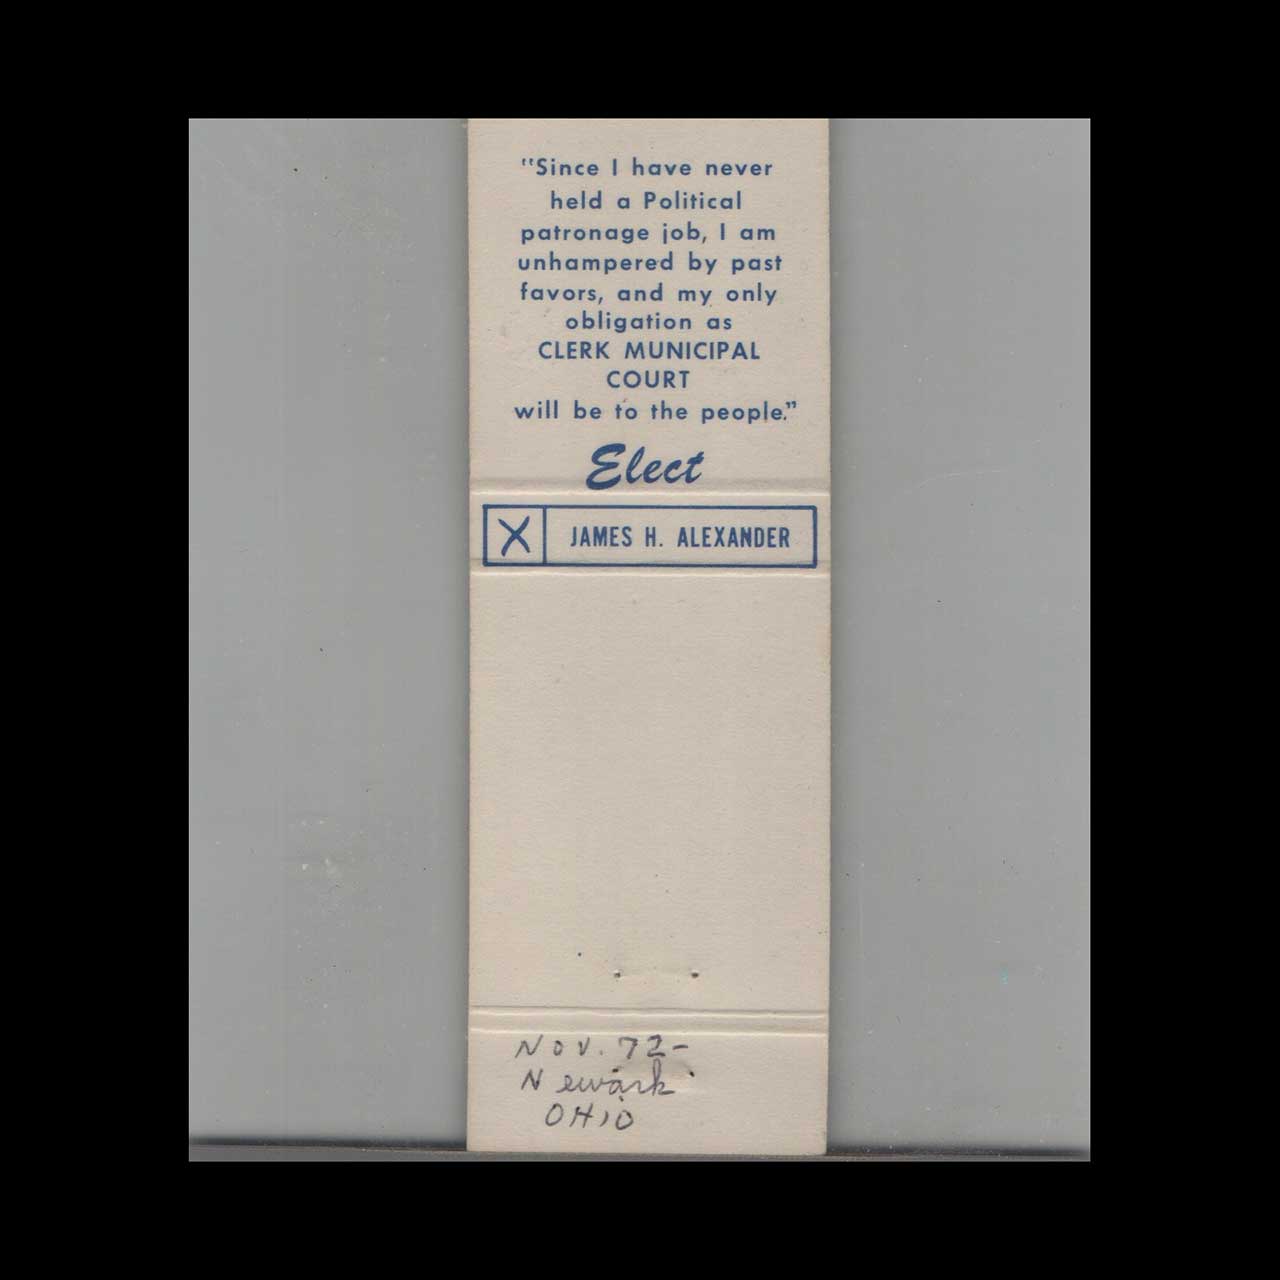 "Since I have never
held a Political
patronage job, I am
unhampered by past
favors, and my only
obligation as
CLERK MUNICIPAL
COURT
will be to the people."
Elect
X JAMES H. ALEXANDER
NOV. 72-
Newark
OHIO